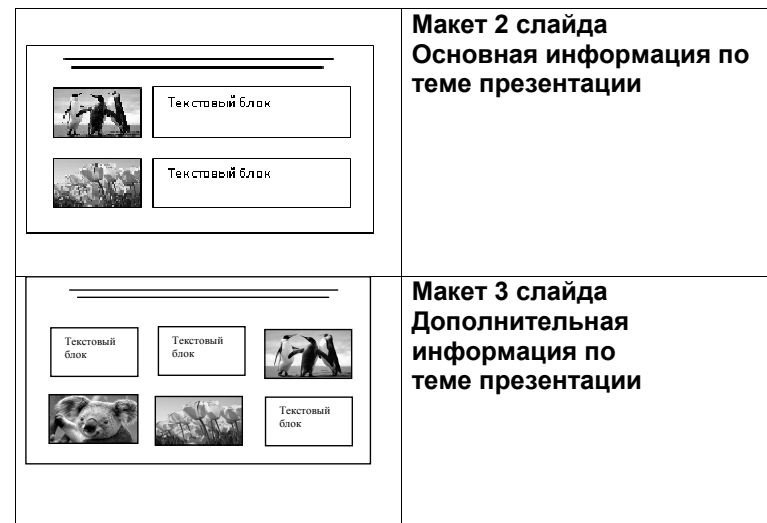 Макет 2 слайда
Основная информация по
теме презентации
Текстовый блок
Текстовый блок
Макет 3 слайда
Дополнительная
информация по
теме презентации
Текстовый
блок
Текстовый
блок
Текстовый
блок